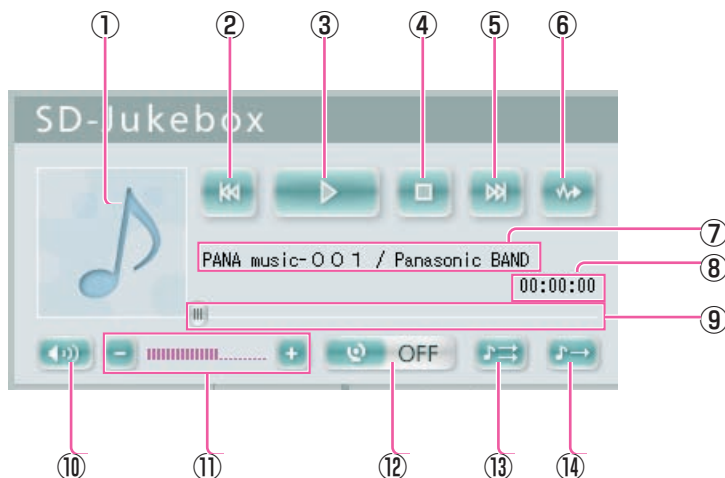 ① ② ③ ④ ⑤ ⑥
SD-Jukebox
⑦
PANA music-００１ / Panasonic BAND
⑧
00:00:00
⑨
OFF
⑩ ⑪ ⑫ ⑬ ⑭